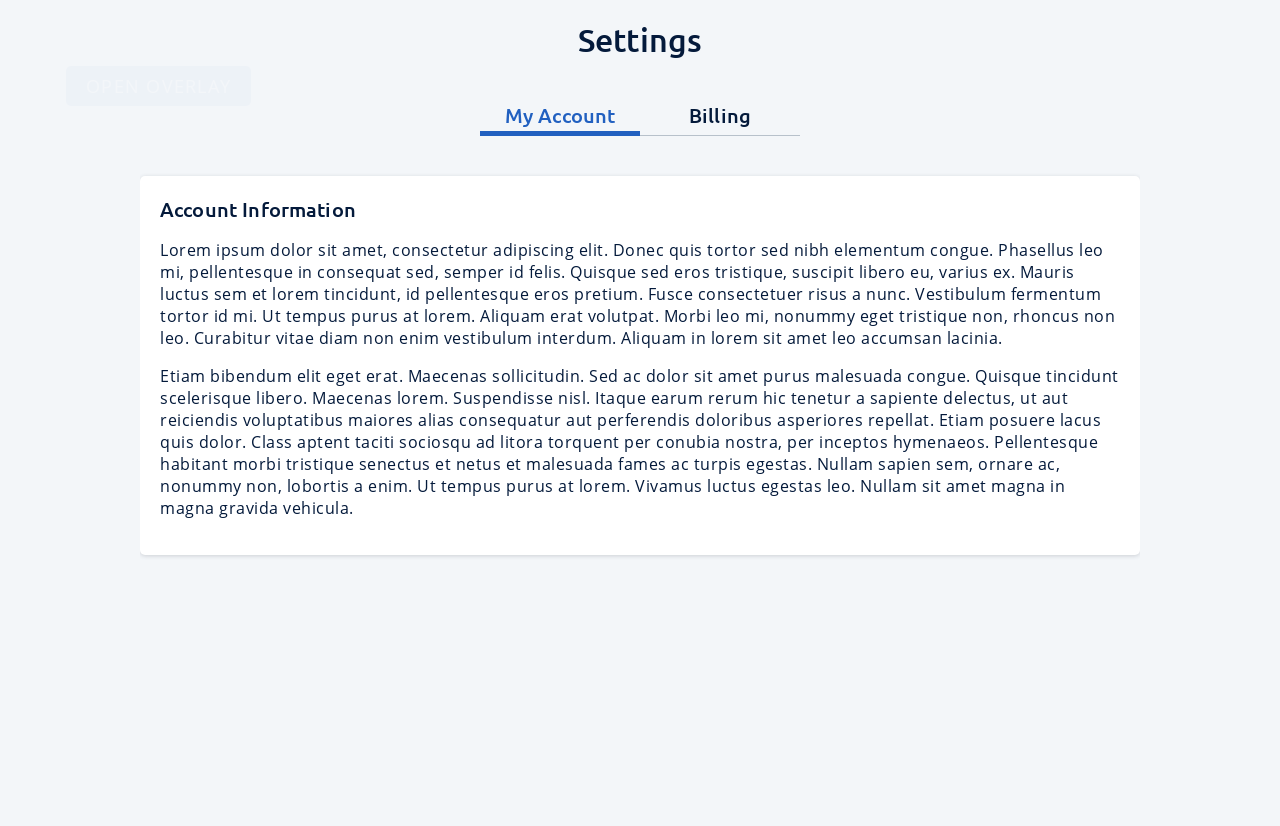 Settings
OPEN OVERLAY
My Account
Billing
Account Information
Lorem ipsum dolor sit amet, consectetur adipiscing elit. Donec quis tortor sed nibh elementum congue. Phasellus leo
mi, pellentesque in consequat sed, semper id felis. Quisque sed eros tristique, suscipit libero eu, varius ex. Mauris
luctus sem et lorem tincidunt, id pellentesque eros pretium. Fusce consectetuer risus a nunc. Vestibulum fermentum
tortor id mi. Ut tempus purus at lorem. Aliquam erat volutpat. Morbi leo mi, nonummy eget tristique non, rhoncus non
leo. Curabitur vitae diam non enim vestibulum interdum. Aliquam in lorem sit amet leo accumsan lacinia.
Etiam bibendum elit eget erat. Maecenas sollicitudin. Sed ac dolor sit amet purus malesuada congue. Quisque tincidunt
scelerisque libero. Maecenas lorem. Suspendisse nisl. Itaque earum rerum hic tenetur a sapiente delectus, ut aut
reiciendis voluptatibus maiores alias consequatur aut perferendis doloribus asperiores repellat. Etiam posuere lacus
quis dolor. Class aptent taciti sociosqu ad litora torquent per conubia nostra, per inceptos hymenaeos. Pellentesque
habitant morbi tristique senectus et netus et malesuada fames ac turpis egestas. Nullam sapien sem, ornare ac,
nonummy non, lobortis a enim. Ut tempus purus at lorem. Vivamus luctus egestas leo. Nullam sit amet magna in
magna gravida vehicula.